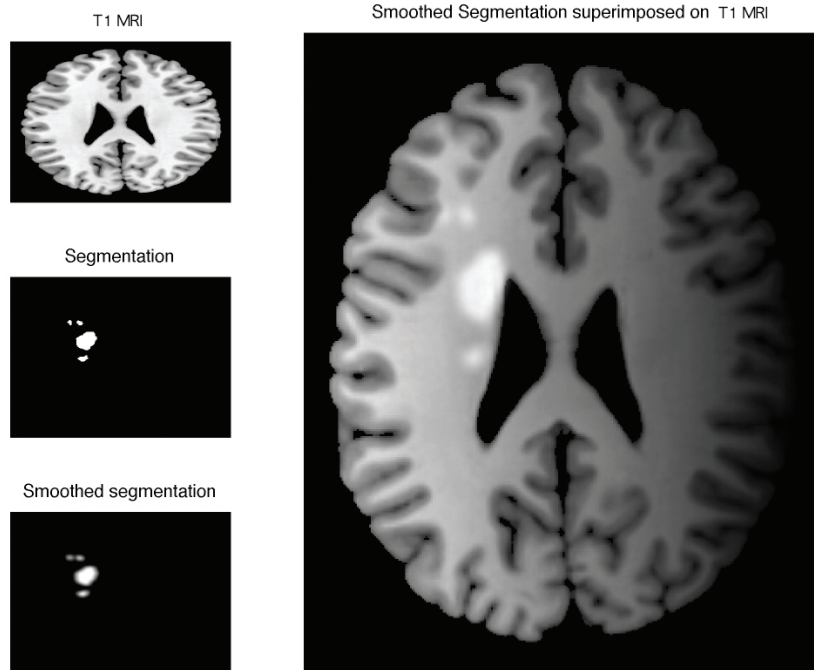 T1 MRI
Smoothed Segmentation superimposed on T1 MRI
Segmentation
Smoothed segmentation